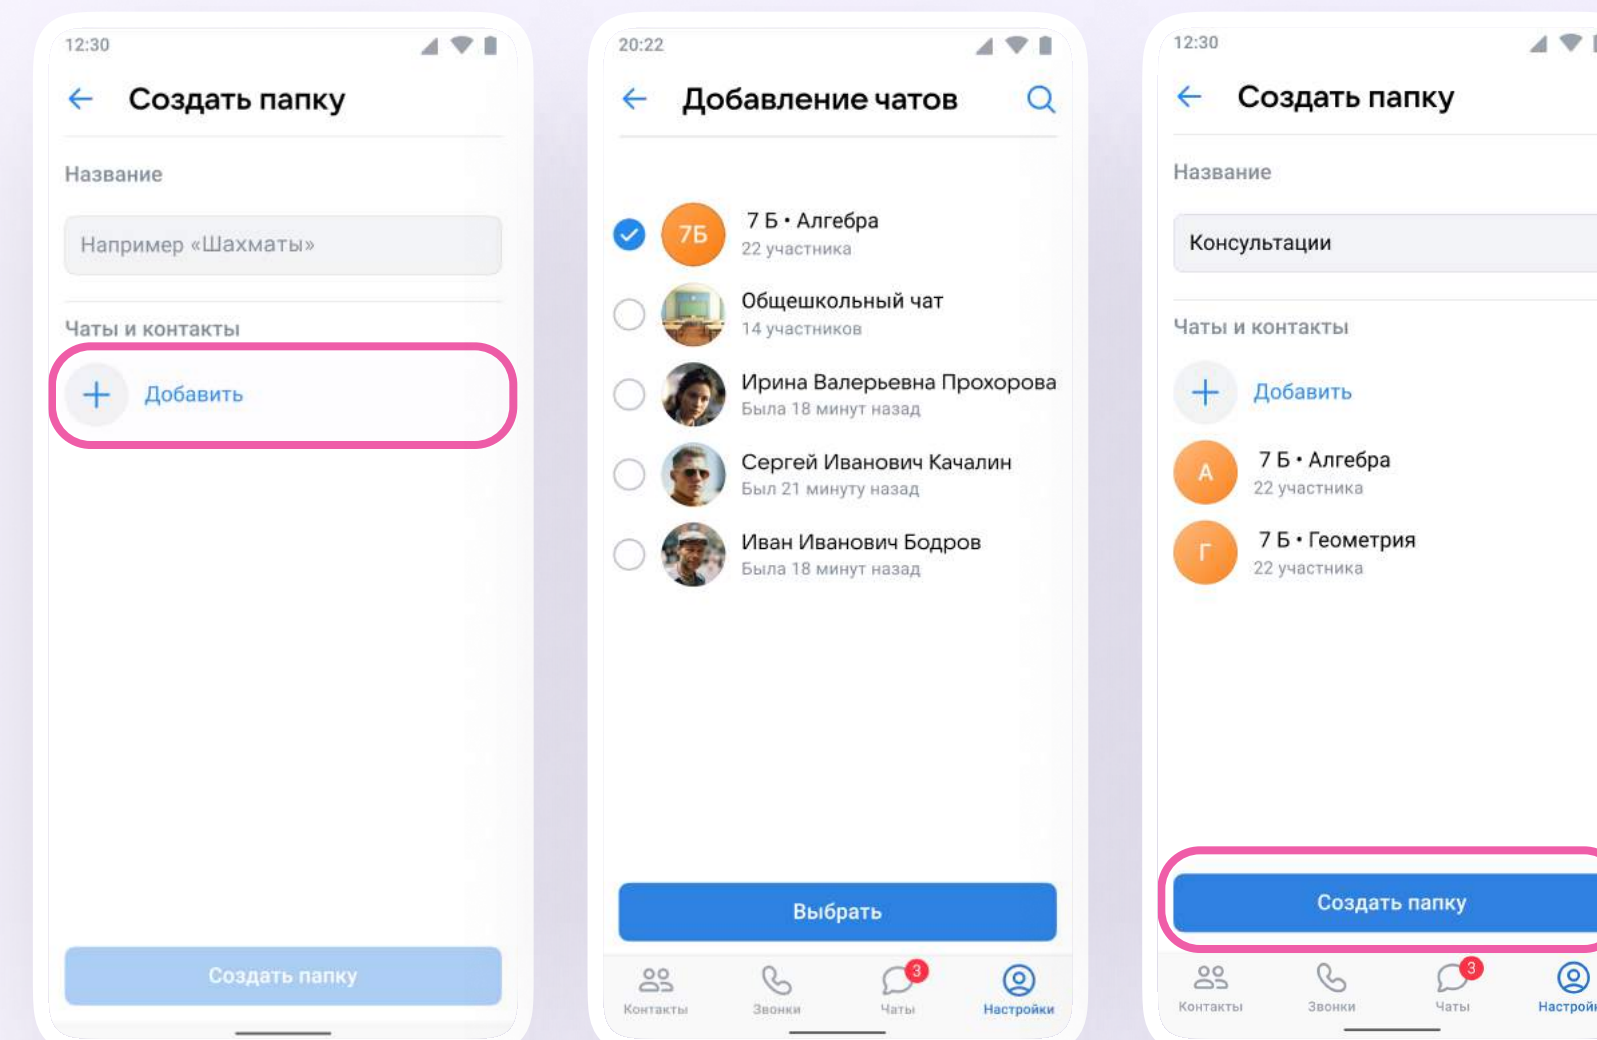 12:30
Создать папку
Название
Например «Шахматы»
Чаты и контакты
Добавить
Создать папку
20:22
Добавление чатов
7Б
7 Б • Алгебра
22 участника
Общешкольный чат
14 участников
Ирина Валерьевна Прохорова
Была 18 минут назад
Сергей Иванович Качалин
Был 21 минуту назад
Иван Иванович Бодров
Была 18 минут назад
Выбрать
3
Контакты
Звонки
Чаты
Настройки
12:30
Создать папку
Название
Консультации
Чаты и контакты
Добавить
А
7 Б • Алгебра
22 участника
Г
7 Б • Геометрия
22 участника
Создать папку
3
Контакты
Звонки
Чаты
Настройк